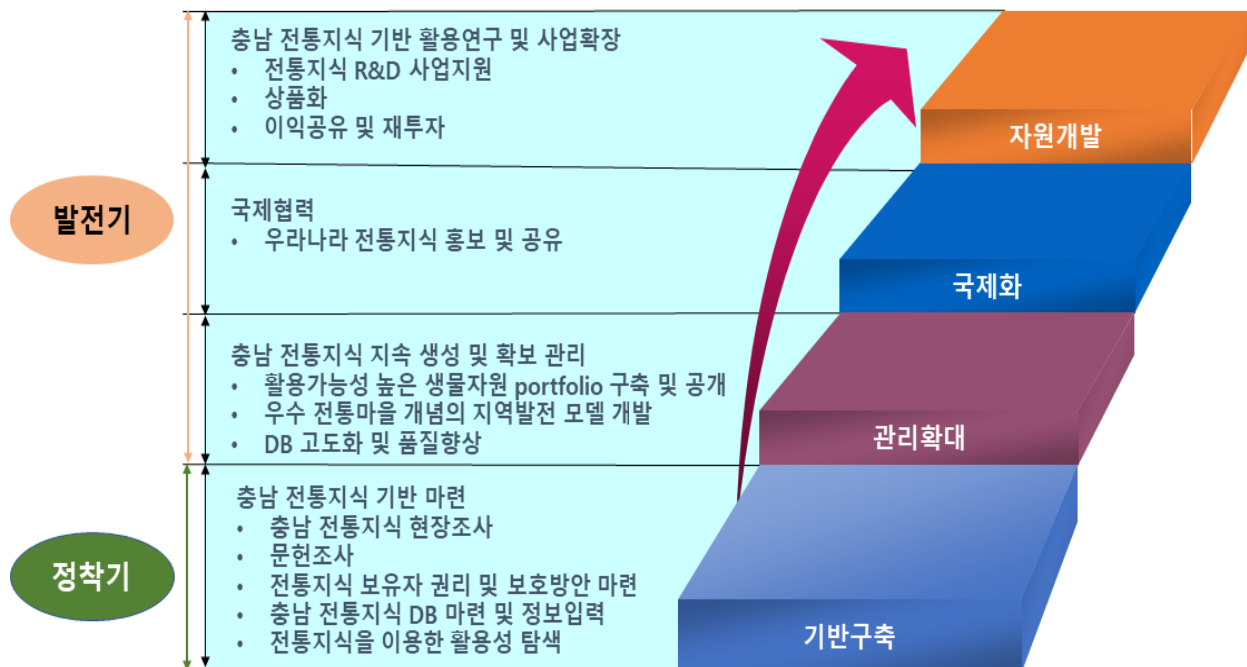 충남 전통지식 기반 활용연구 및 사업확장
• 전통지식 R&D 사업지원
• 상품화
• 이익공유 및 재투자
자원개발
발전기
국제협력
• 우라나라 전통지식 홍보 및 공유
국제화
충남 전통지식 지속 생성 및 확보 관리
• 활용가능성 높은 생물자원 portfolio 구축 및 공개
• 우수 전통마을 개념의 지역발전 모델 개발
• DB 고도화 및 품질향상
관리확대
정착기
충남 전통지식 기반 마련
• 충남 전통지식 현장조사
• 문헌조사
• 전통지식 보유자 권리 및 보호방안 마련
• 충남 전통지식 DB 마련 및 정보입력
• 전통지식을 이용한 활용성 탐색
기반구축